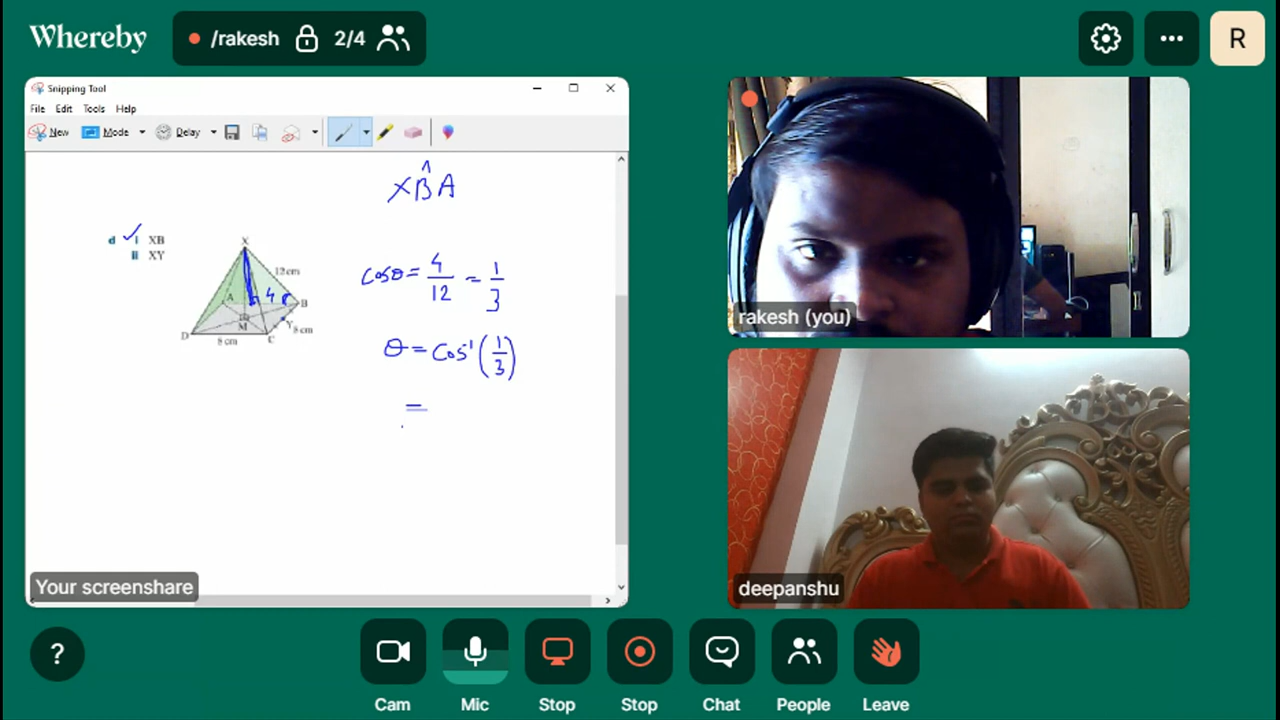 Whereby
/rakesh 2/4
R
Snipping Tool
File Edit Tools Help
New Mode Delay
XB̂A
d i XB
ii XY
X
12 cm
A 4 B
M Y 8 cm
D 8 cm C
cosθ = 4/12 = 1/3
θ = Cos⁻¹(1/3)
=
Your screenshare
rakesh (you)
deepanshu
?
Cam Mic Stop Stop Chat People Leave